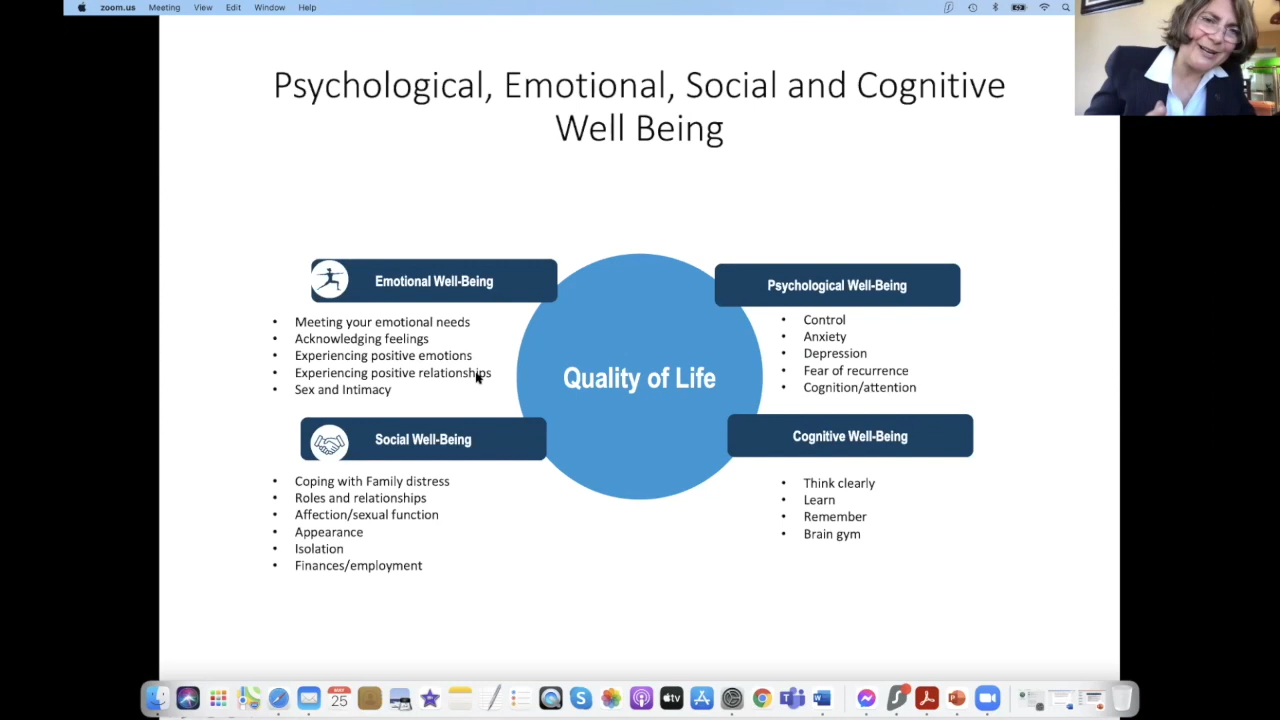 zoom.us Meeting View Edit Window Help
Psychological, Emotional, Social and Cognitive
Well Being
Emotional Well-Being
Meeting your emotional needs
Acknowledging feelings
Experiencing positive emotions
Experiencing positive relationships
Sex and Intimacy
Social Well-Being
Coping with Family distress
Roles and relationships
Affection/sexual function
Appearance
Isolation
Finances/employment
Quality of Life
Psychological Well-Being
Control
Anxiety
Depression
Fear of recurrence
Cognition/attention
Cognitive Well-Being
Think clearly
Learn
Remember
Brain gym
25
tv